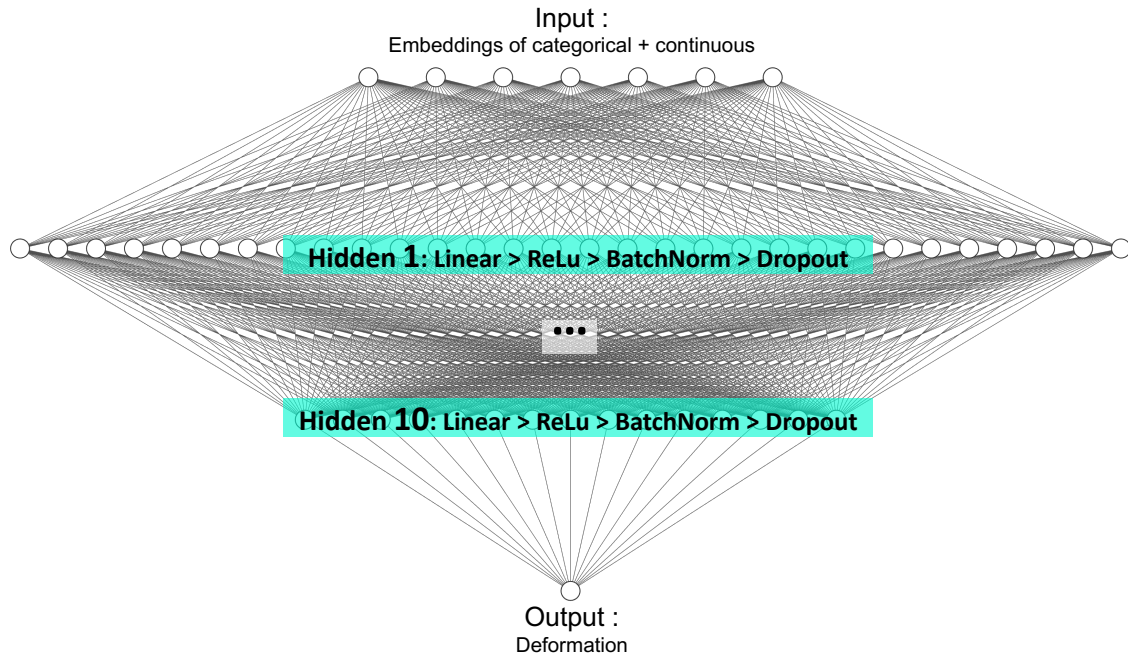 Input :
Embeddings of categorical + continuous
Hidden 1: Linear > ReLu > BatchNorm > Dropout
...
Hidden 10: Linear > ReLu > BatchNorm > Dropout
Output :
Deformation